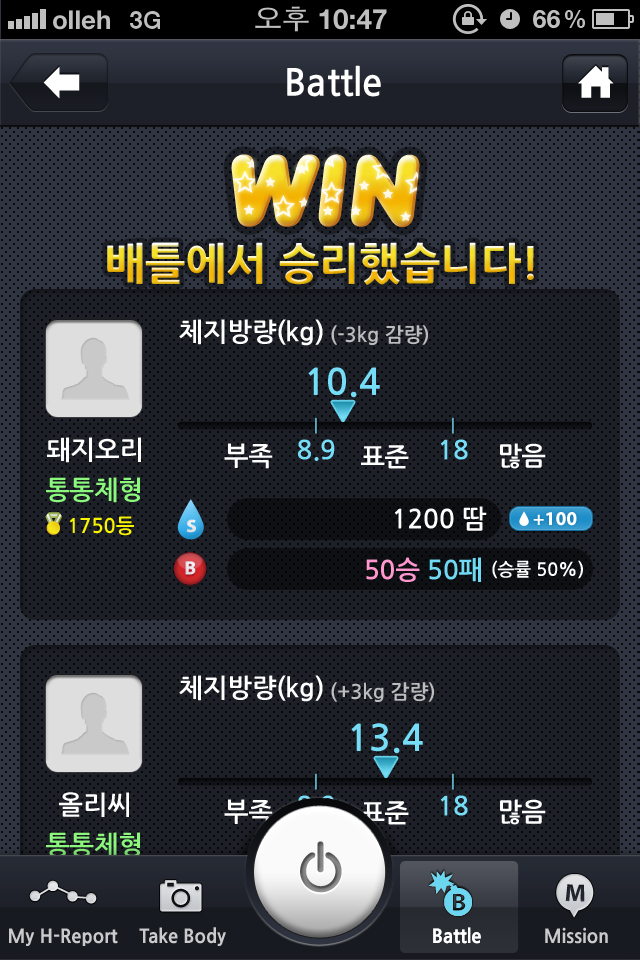 olleh 3G 오후 10:47 66 %
Battle
WIN
배틀에서 승리했습니다!
체지방량(kg) (-3kg 감량)
10.4
부족 8.9 표준 18 많음
돼지오리
통통체형
1750등
S 1200 땀 +100
B 50승 50패 (승률 50%)
체지방량(kg) (+3kg 감량)
13.4
부족 표준 18 많음
올리씨
통통체형
My H-Report Take Body B Battle M Mission